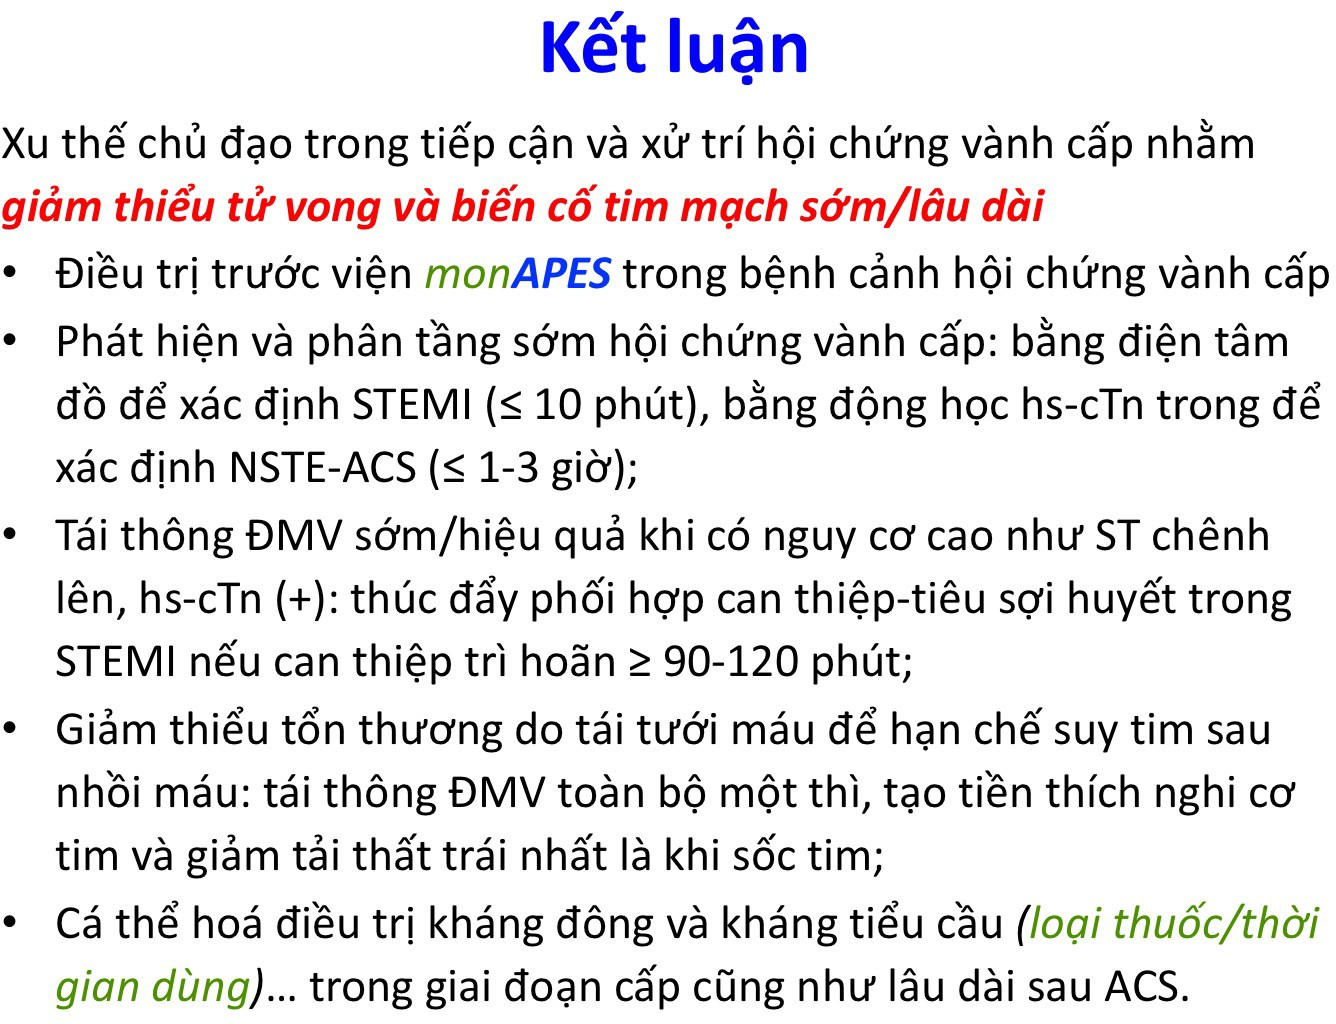 Kết luận
Xu thế chủ đạo trong tiếp cận và xử trí hội chứng vành cấp nhằm
giảm thiểu tử vong và biến cố tim mạch sớm/lâu dài
• Điều trị trước viện monAPES trong bệnh cảnh hội chứng vành cấp
• Phát hiện và phân tầng sớm hội chứng vành cấp: bằng điện tâm
đồ để xác định STEMI (≤ 10 phút), bằng động học hs-cTn trong để
xác định NSTE-ACS (≤ 1-3 giờ);
• Tái thông ĐMV sớm/hiệu quả khi có nguy cơ cao như ST chênh
lên, hs-cTn (+): thúc đẩy phối hợp can thiệp-tiêu sợi huyết trong
STEMI nếu can thiệp trì hoãn ≥ 90-120 phút;
• Giảm thiểu tổn thương do tái tưới máu để hạn chế suy tim sau
nhồi máu: tái thông ĐMV toàn bộ một thì, tạo tiền thích nghi cơ
tim và giảm tải thất trái nhất là khi sốc tim;
• Cá thể hoá điều trị kháng đông và kháng tiểu cầu (loại thuốc/thời
gian dùng)… trong giai đoạn cấp cũng như lâu dài sau ACS.